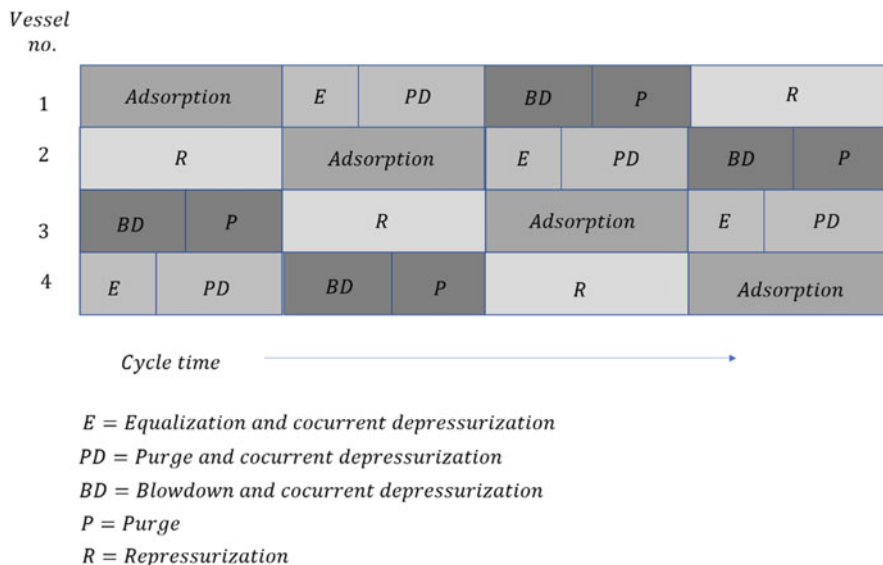 Vessel
no.
1 Adsorption E PD BD P R
2 R Adsorption E PD BD P
3 BD P R Adsorption E PD
4 E PD BD P R Adsorption
Cycle time
E = Equalization and cocurrent depressurization
PD = Purge and cocurrent depressurization
BD = Blowdown and cocurrent depressurization
P = Purge
R = Repressurization